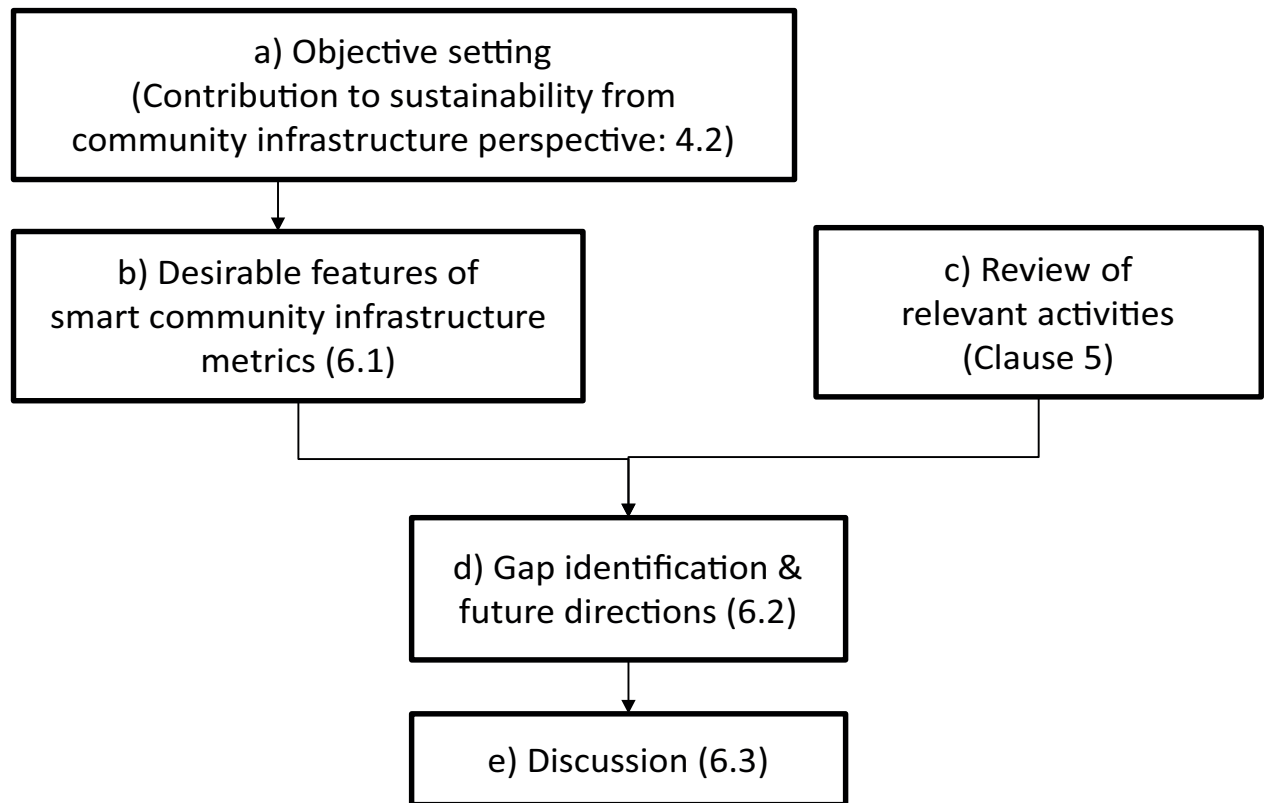 a) Objective setting
(Contribution to sustainability from
community infrastructure perspective: 4.2)
b) Desirable features of
smart community infrastructure
metrics (6.1)
c) Review of
relevant activities
(Clause 5)
d) Gap identification &
future directions (6.2)
e) Discussion (6.3)